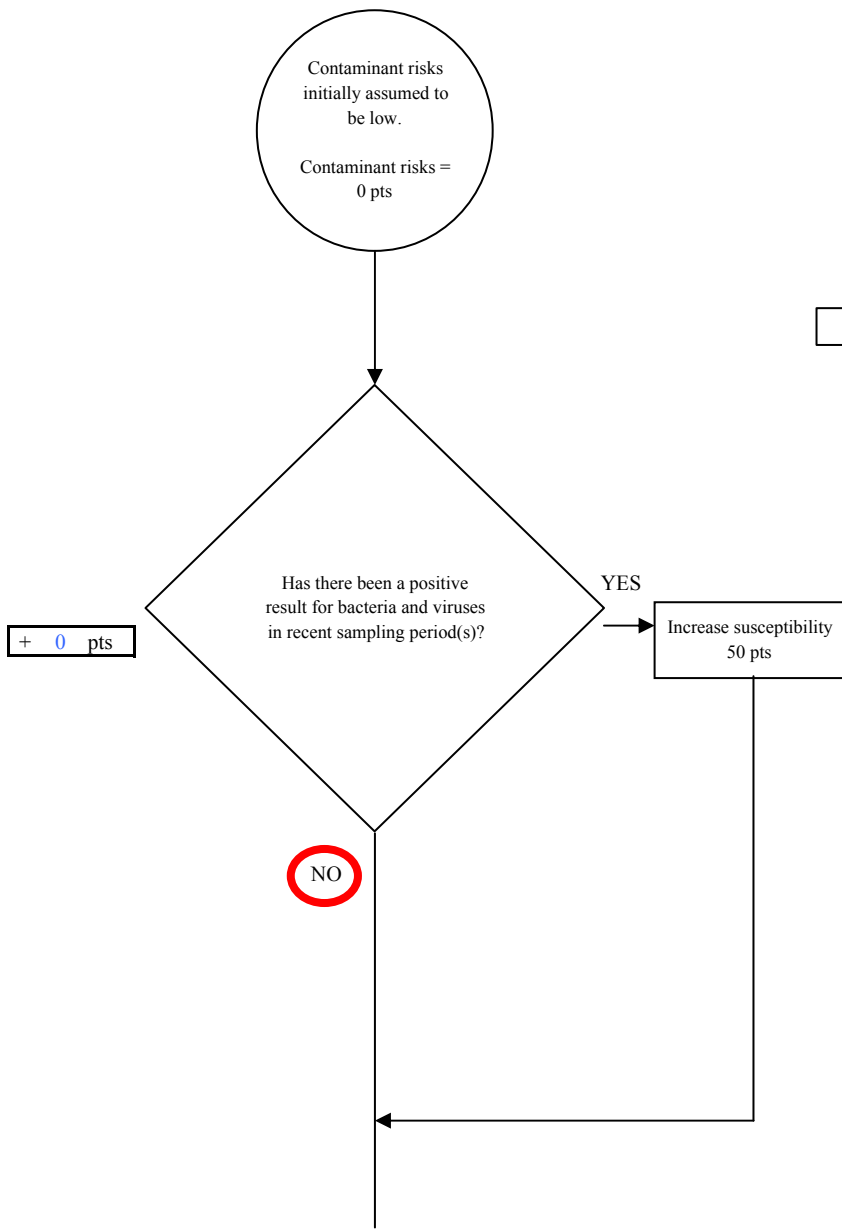 Contaminant risks
initially assumed to
be low.
Contaminant risks =
0 pts
Has there been a positive
result for bacteria and viruses
in recent sampling period(s)?
YES
+ 0 pts
Increase susceptibility
50 pts
NO